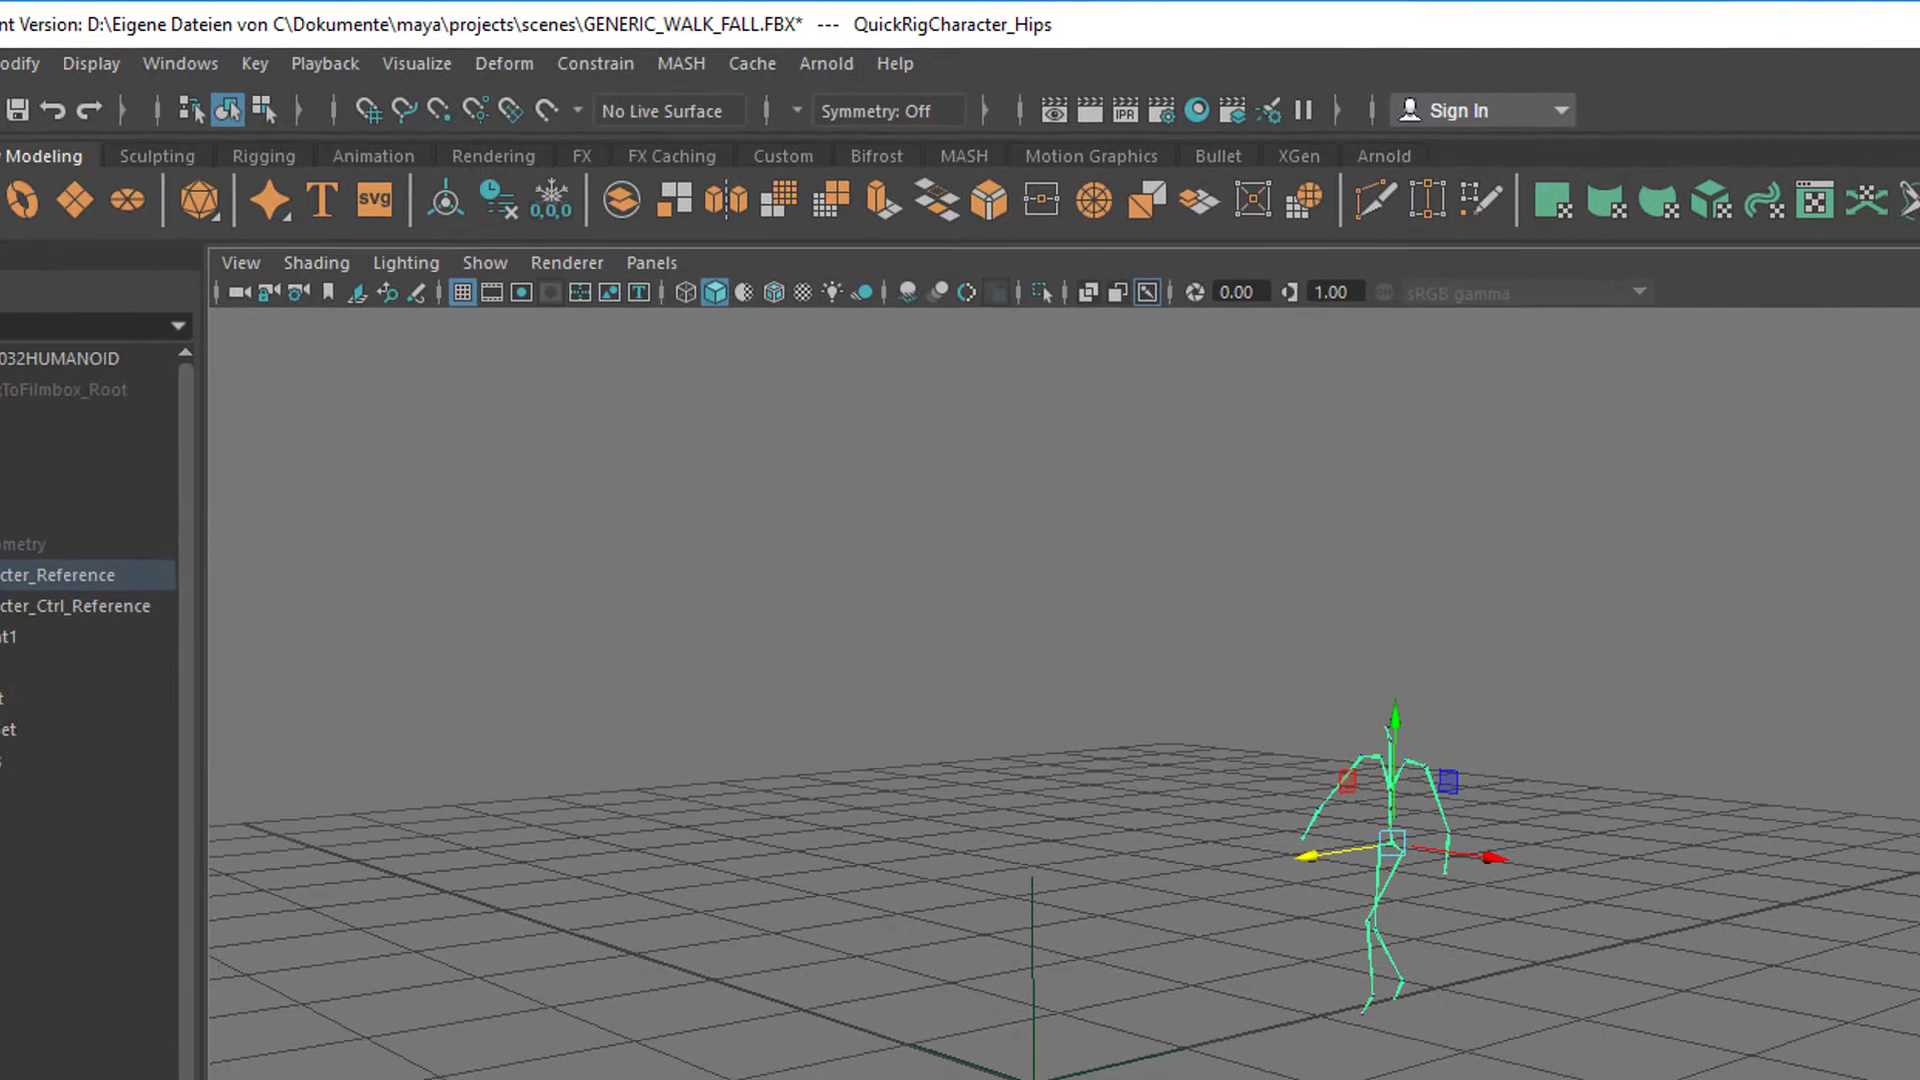 nt Version: D:\Eigene Dateien von C\Dokumente\maya\projects\scenes\GENERIC_WALK_FALL.FBX* --- QuickRigCharacter_Hips
odify Display Windows Key Playback Visualize Deform Constrain MASH Cache Arnold Help
No Live Surface Symmetry: Off IPR Sign In
Modeling Sculpting Rigging Animation Rendering FX FX Caching Custom Bifrost MASH Motion Graphics Bullet XGen Arnold
T svg 0,0,0
View Shading Lighting Show Renderer Panels
T 0.00 1.00 sRGB gamma
032HUMANOID
ToFilmbox_Root
metry
cter_Reference
cter_Ctrl_Reference
t1
t
et